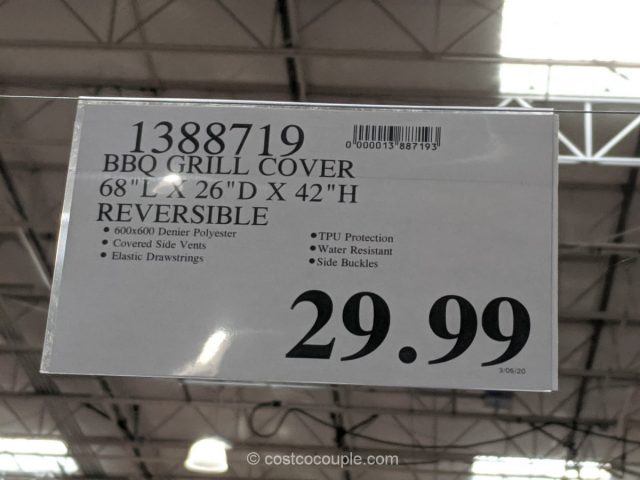 1388719
0 000013 887193
BBQ GRILL COVER
68"L X 26"D X 42"H
REVERSIBLE
• 600x600 Denier Polyester
• Covered Side Vents
• Elastic Drawstrings
• TPU Protection
• Water Resistant
• Side Buckles
29.99
3/06/20
© costcocouple.com